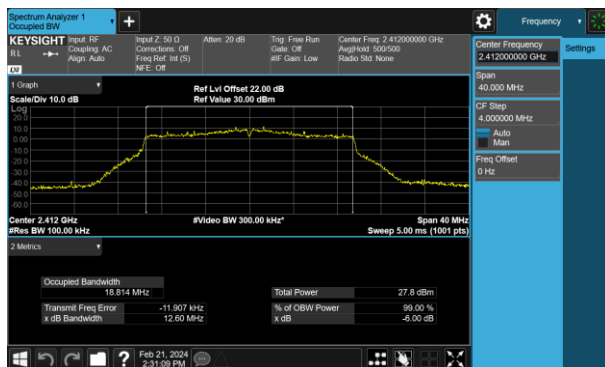 Spectrum Analyzer 1
Occupied BW
Frequency
KEYSIGHT
Input: RF
Coupling: AC
Align: Auto
Input Z: 50 Ω
Corrections: Off
Freq Ref: Int (S)
NFE: Off
Atten: 20 dB
Trig: Free Run
Gate: Off
#IF Gain: Low
Center Freq: 2.412000000 GHz
Avg|Hold: 500/500
Radio Std: None
RL
LXI
Center Frequency
2.412000000 GHz
Settings
Span
40.000 MHz
CF Step
4.000000 MHz
Auto
Man
Freq Offset
0 Hz
1 Graph
Scale/Div 10.0 dB
Ref Lvl Offset 22.00 dB
Ref Value 30.00 dBm
Log
20.0
10.0
0.00
-10.0
-20.0
-30.0
-40.0
-50.0
-60.0
Center 2.412 GHz
#Video BW 300.00 kHz*
Span 40 MHz
#Res BW 100.00 kHz
Sweep 5.00 ms (1001 pts)
2 Metrics
Occupied Bandwidth
18.814 MHz
Total Power 27.8 dBm
Transmit Freq Error -11.907 kHz
% of OBW Power 99.00 %
x dB Bandwidth 12.60 MHz
x dB -6.00 dB
?
Feb 21, 2024
2:31:09 PM